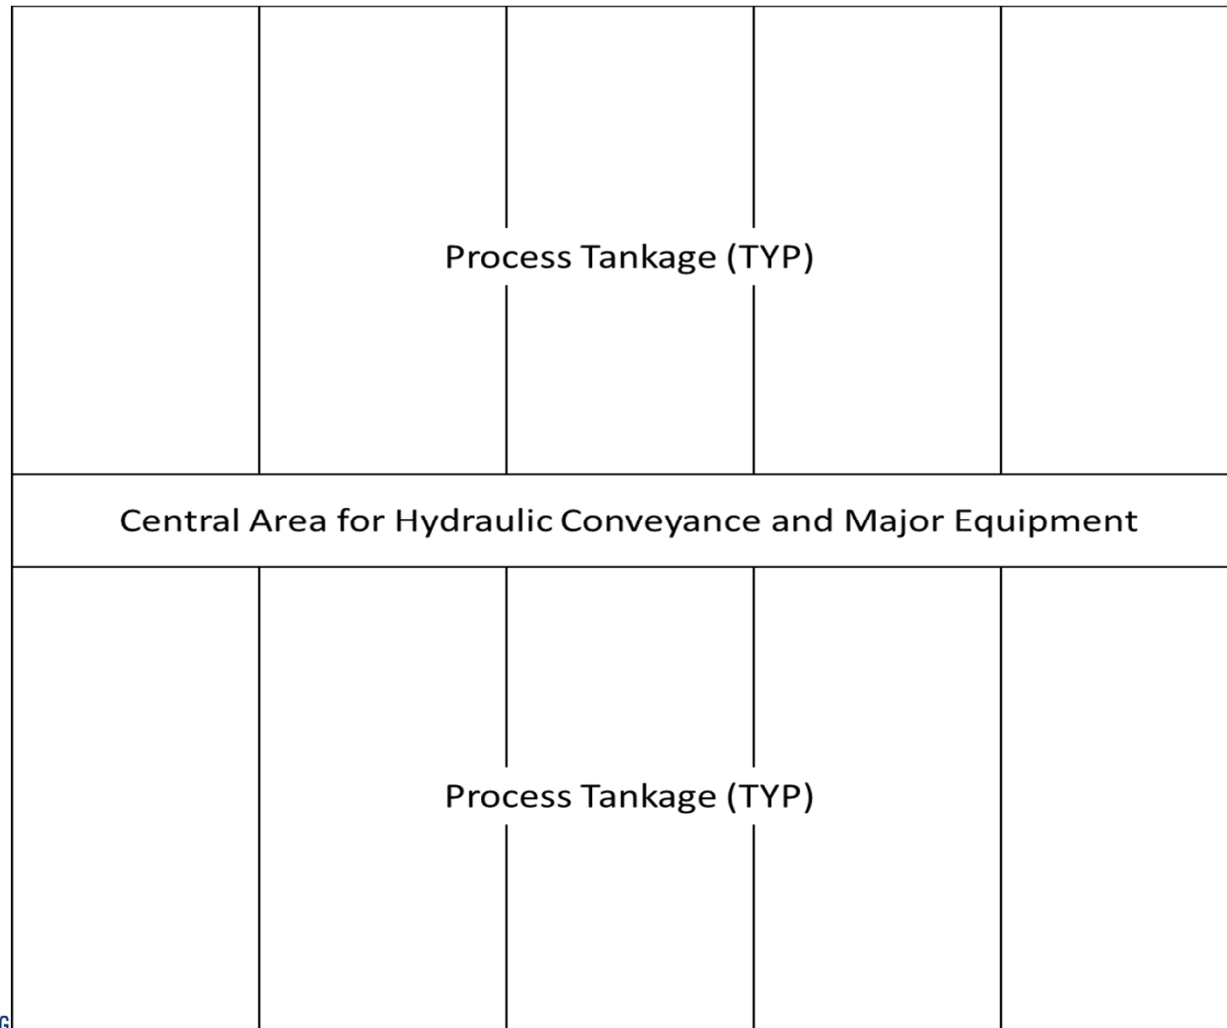 Process Tankage (TYP)
Central Area for Hydraulic Conveyance and Major Equipment
Process Tankage (TYP)
G